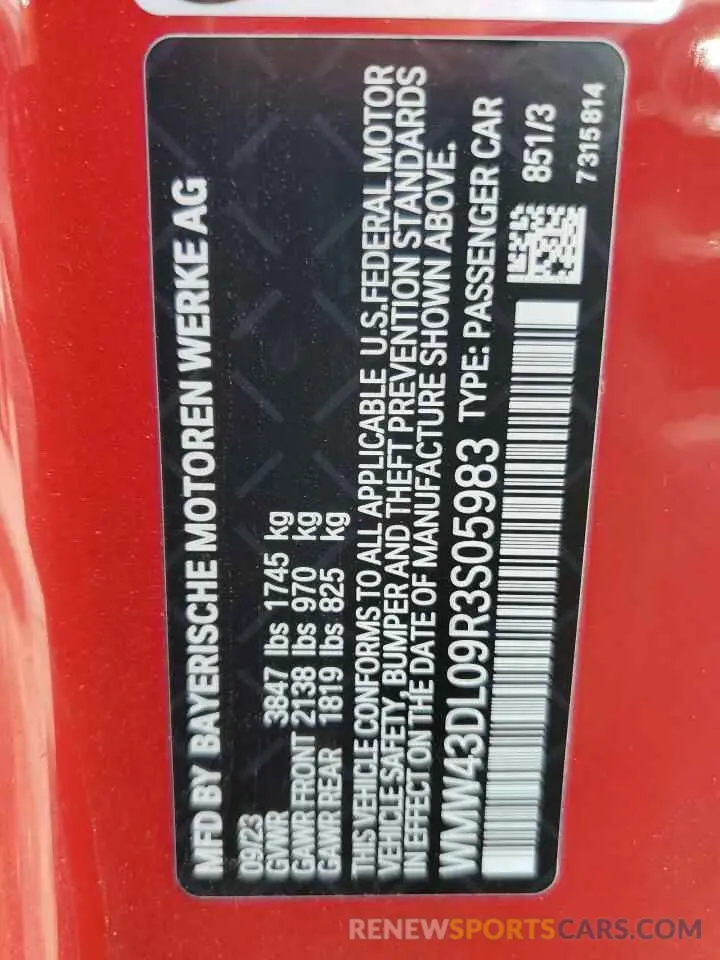 MFD BY BAYERISCHE MOTOREN WERKE AG
09/23
GVWR 3847 lbs 1745 kg
GAWR FRONT 2138 lbs 970 kg
GAWR REAR 1819 lbs 825 kg
THIS VEHICLE CONFORMS TO ALL APPLICABLE U.S.FEDERAL MOTOR
VEHICLE SAFETY, BUMPER AND THEFT PREVENTION STANDARDS
IN EFFECT ON THE DATE OF MANUFACTURE SHOWN ABOVE.
WMW43DL09R3S05983 TYPE: PASSENGER CAR
851/3
7315814
RENEWSPORTSCARS.COM